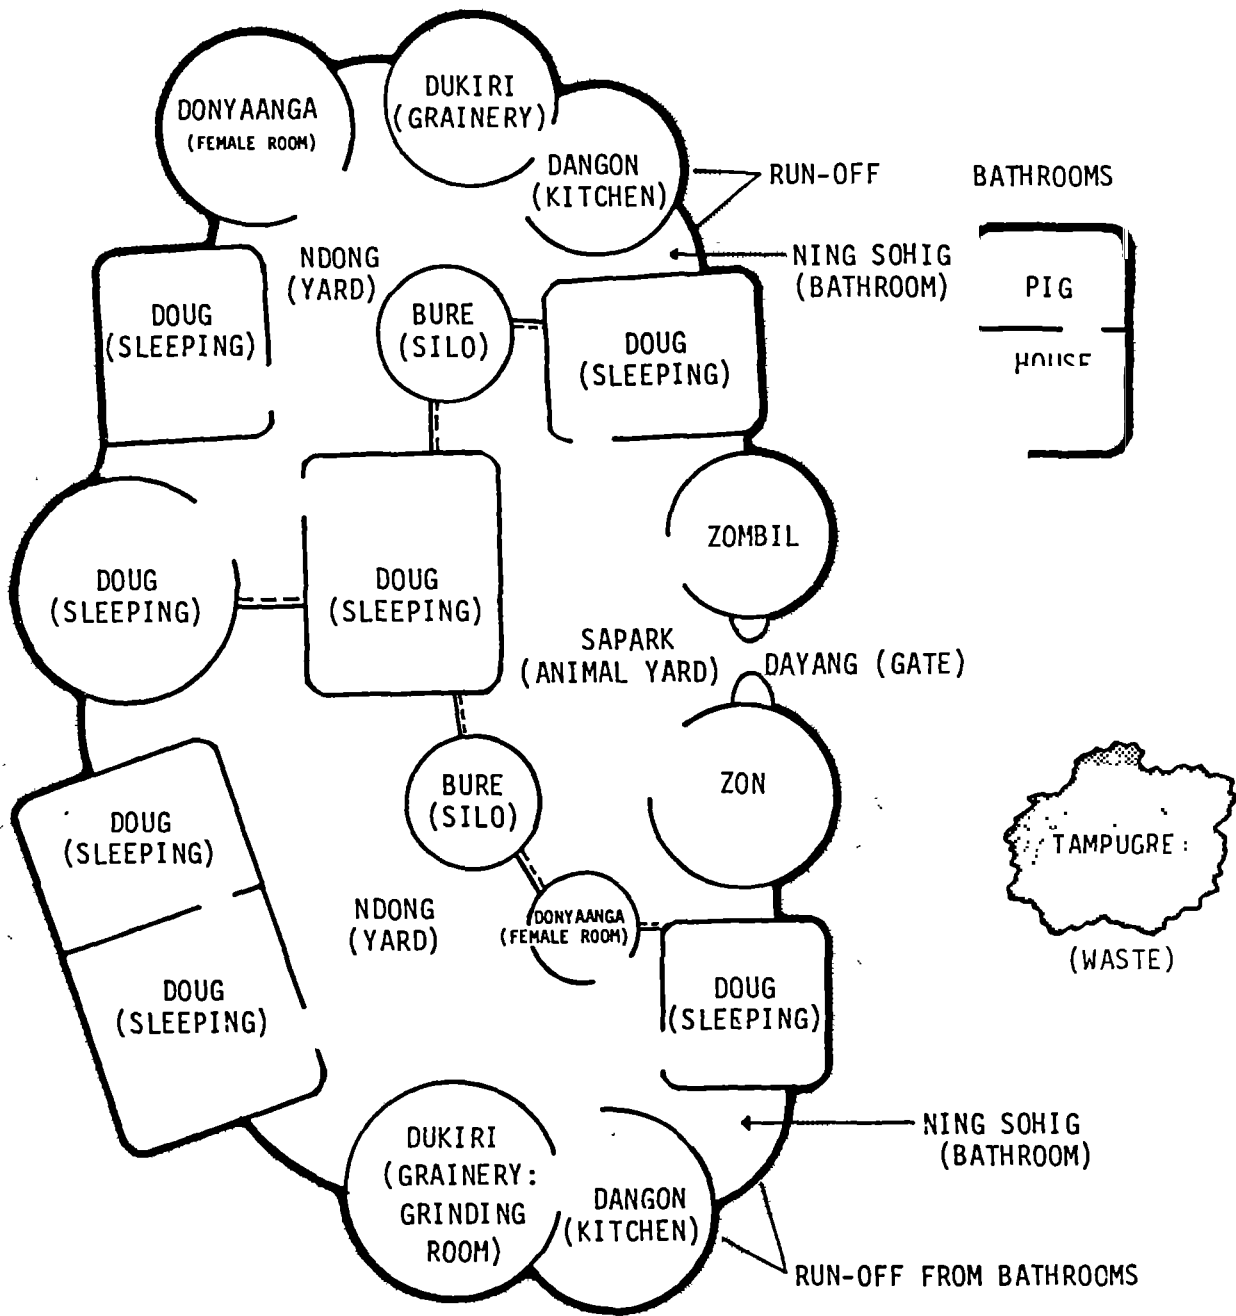 DONYAANGA
(FEMALE ROOM)
DUKIRI
(GRAINERY)
DANGON
(KITCHEN)
RUN-OFF BATHROOMS
NDONG
(YARD)
NING SOHIG
(BATHROOM)
DOUG
(SLEEPING)
BURE
(SILO)
DOUG
(SLEEPING)
PIG
HOUSE
ZOMBIL
DOUG
(SLEEPING)
DOUG
(SLEEPING)
SAPARK
(ANIMAL YARD)
DAYANG (GATE)
BURE
(SILO)
ZON
DOUG
(SLEEPING)
TAMPUGRE:
(WASTE)
NDONG
(YARD)
DONYAANGA
(FEMALE ROOM)
DOUG
(SLEEPING)
DOUG
(SLEEPING)
NING SOHIG
(BATHROOM)
DUKIRI
(GRAINERY:
GRINDING
ROOM)
DANGON
(KITCHEN)
RUN-OFF FROM BATHROOMS